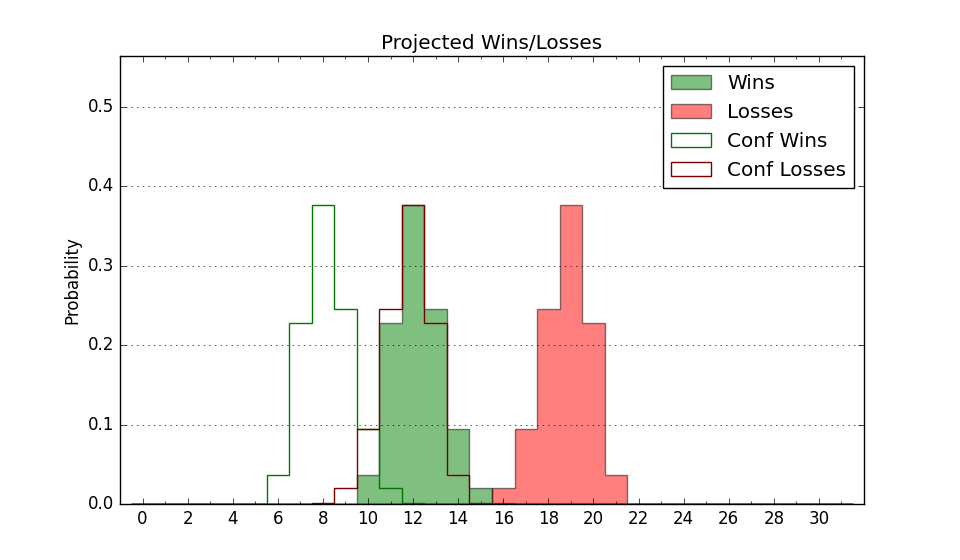 Projected Wins/Losses
Wins
Losses
Conf Wins
Conf Losses
Probability
0.5
0.4
0.3
0.2
0.1
0.0
0 2 4 6 8 10 12 14 16 18 20 22 24 26 28 30